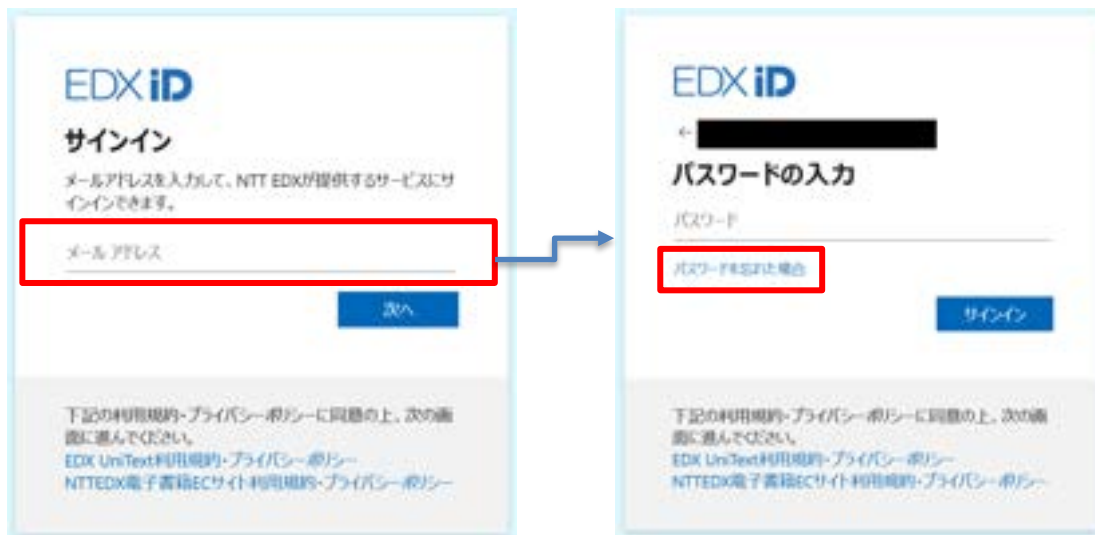 EDX iD
サインイン
メールアドレスを入力して、NTT EDXが提供するサービスにサ
インインできます。
メール アドレス
次へ
下記の利用規約・プライバシーポリシーに同意の上、次の画
面に進んでください。
EDX UniText利用規約・プライバシーポリシー
NTTEDX電子書籍ECサイト利用規約・プライバシーポリシー
EDX iD
←
パスワードの入力
パスワード
パスワードを忘れた場合
サインイン
下記の利用規約・プライバシーポリシーに同意の上、次の画
面に進んでください。
EDX UniText利用規約・プライバシーポリシー
NTTEDX電子書籍ECサイト利用規約・プライバシーポリシー